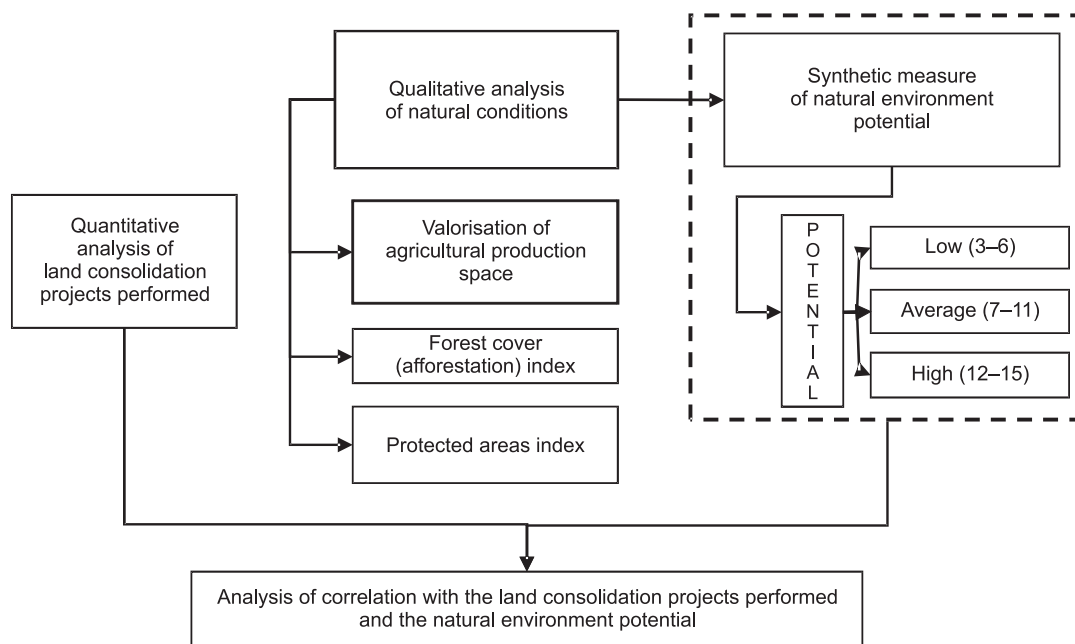 Qualitative analysis
of natural conditions
Synthetic measure
of natural environment
potential
Quantitative
analysis of
land consolidation
projects performed
Valorisation of
agricultural production
space
Forest cover
(afforestation) index
Protected areas index
POTENTIAL
Low (3–6)
Average (7–11)
High (12–15)
Analysis of correlation with the land consolidation projects performed
and the natural environment potential